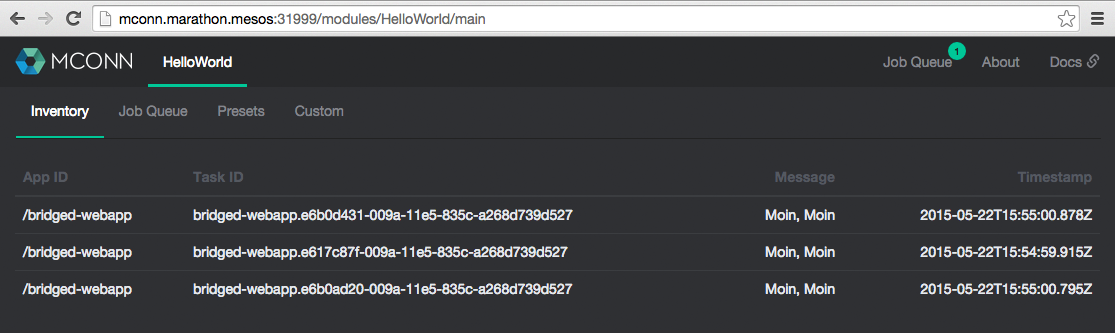 mconn.marathon.mesos:31999/modules/HelloWorld/main
MCONN HelloWorld Job Queue 1 About Docs
Inventory Job Queue Presets Custom
App ID Task ID Message Timestamp
/bridged-webapp bridged-webapp.e6b0d431-009a-11e5-835c-a268d739d527 Moin, Moin 2015-05-22T15:55:00.878Z
/bridged-webapp bridged-webapp.e617c87f-009a-11e5-835c-a268d739d527 Moin, Moin 2015-05-22T15:54:59.915Z
/bridged-webapp bridged-webapp.e6b0ad20-009a-11e5-835c-a268d739d527 Moin, Moin 2015-05-22T15:55:00.795Z